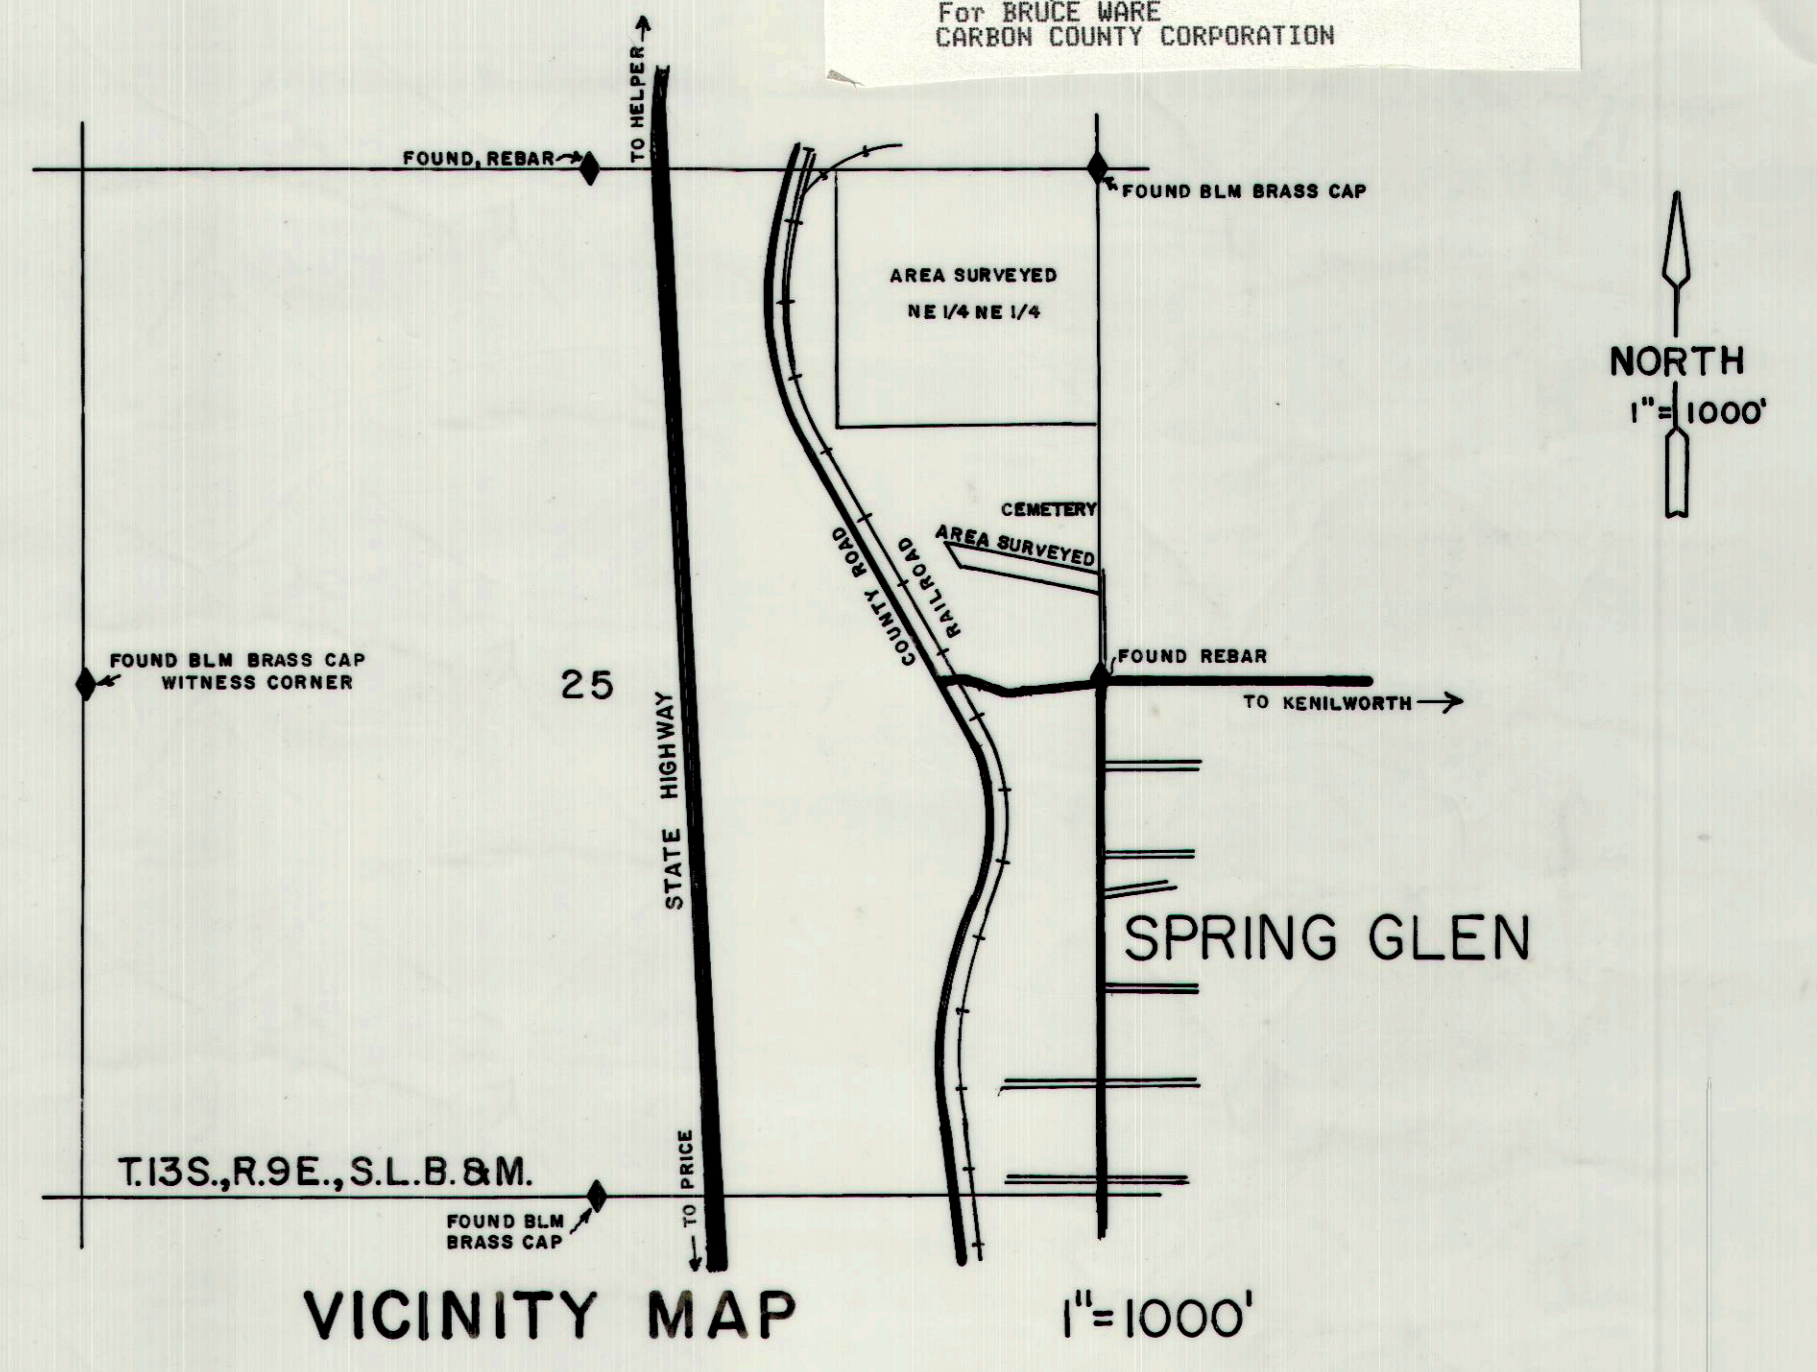 For BRUCE WARE
CARBON COUNTY CORPORATION
TO HELPER
FOUND, REBAR
FOUND BLM BRASS CAP
AREA SURVEYED
NE 1/4 NE 1/4
NORTH
1"=1000'
CEMETERY
AREA SURVEYED
COUNTY ROAD
RAILROAD
FOUND BLM BRASS CAP
WITNESS CORNER
25
FOUND REBAR
TO KENILWORTH
STATE HIGHWAY
SPRING GLEN
T.13S.,R.9E.,S.L.B.&M.
TO PRICE
FOUND BLM
BRASS CAP
VICINITY MAP
1"=1000'